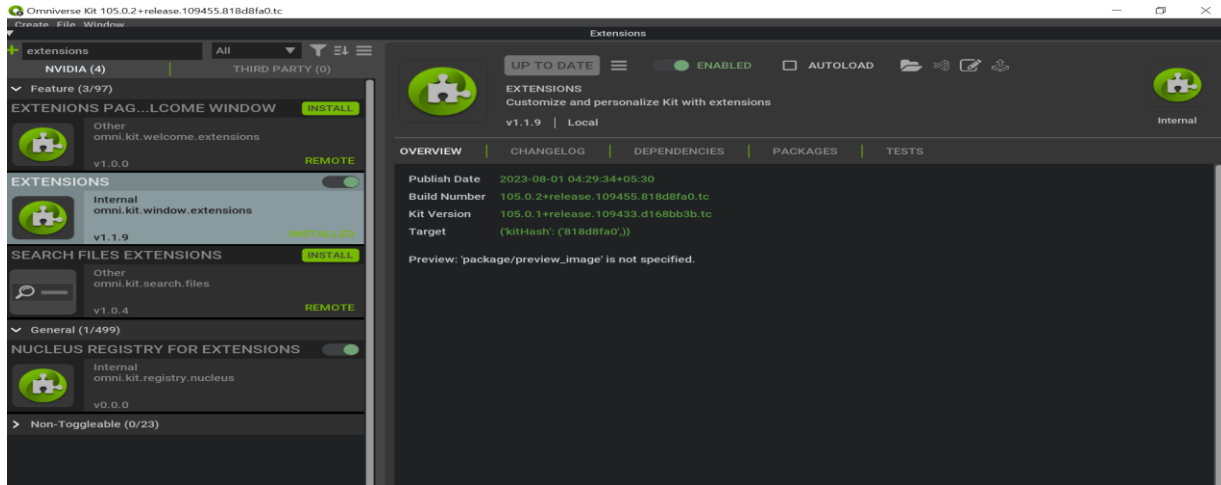 Omniverse Kit 105.0.2+release.109455.818d8fa0.tc
Create File Window
Extensions
extensions
All
NVIDIA (4)
THIRD PARTY (0)
Feature (3/97)
EXTENIONS PAG...LCOME WINDOW
INSTALL
Other
omni.kit.welcome.extensions
v1.0.0
REMOTE
EXTENSIONS
Internal
omni.kit.window.extensions
v1.1.9
INSTALLED
SEARCH FILES EXTENSIONS
INSTALL
Other
omni.kit.search.files
v1.0.4
REMOTE
General (1/499)
NUCLEUS REGISTRY FOR EXTENSIONS
Internal
omni.kit.registry.nucleus
v0.0.0
Non-Toggleable (0/23)
UP TO DATE
ENABLED
AUTOLOAD
EXTENSIONS
Customize and personalize Kit with extensions
v1.1.9 | Local
Internal
OVERVIEW
CHANGELOG
DEPENDENCIES
PACKAGES
TESTS
Publish Date 2023-08-01 04:29:34+05:30
Build Number 105.0.2+release.109455.818d8fa0.tc
Kit Version 105.0.1+release.109433.d168bb3b.tc
Target {'kitHash': ('818d8fa0',)}
Preview: 'package/preview_image' is not specified.